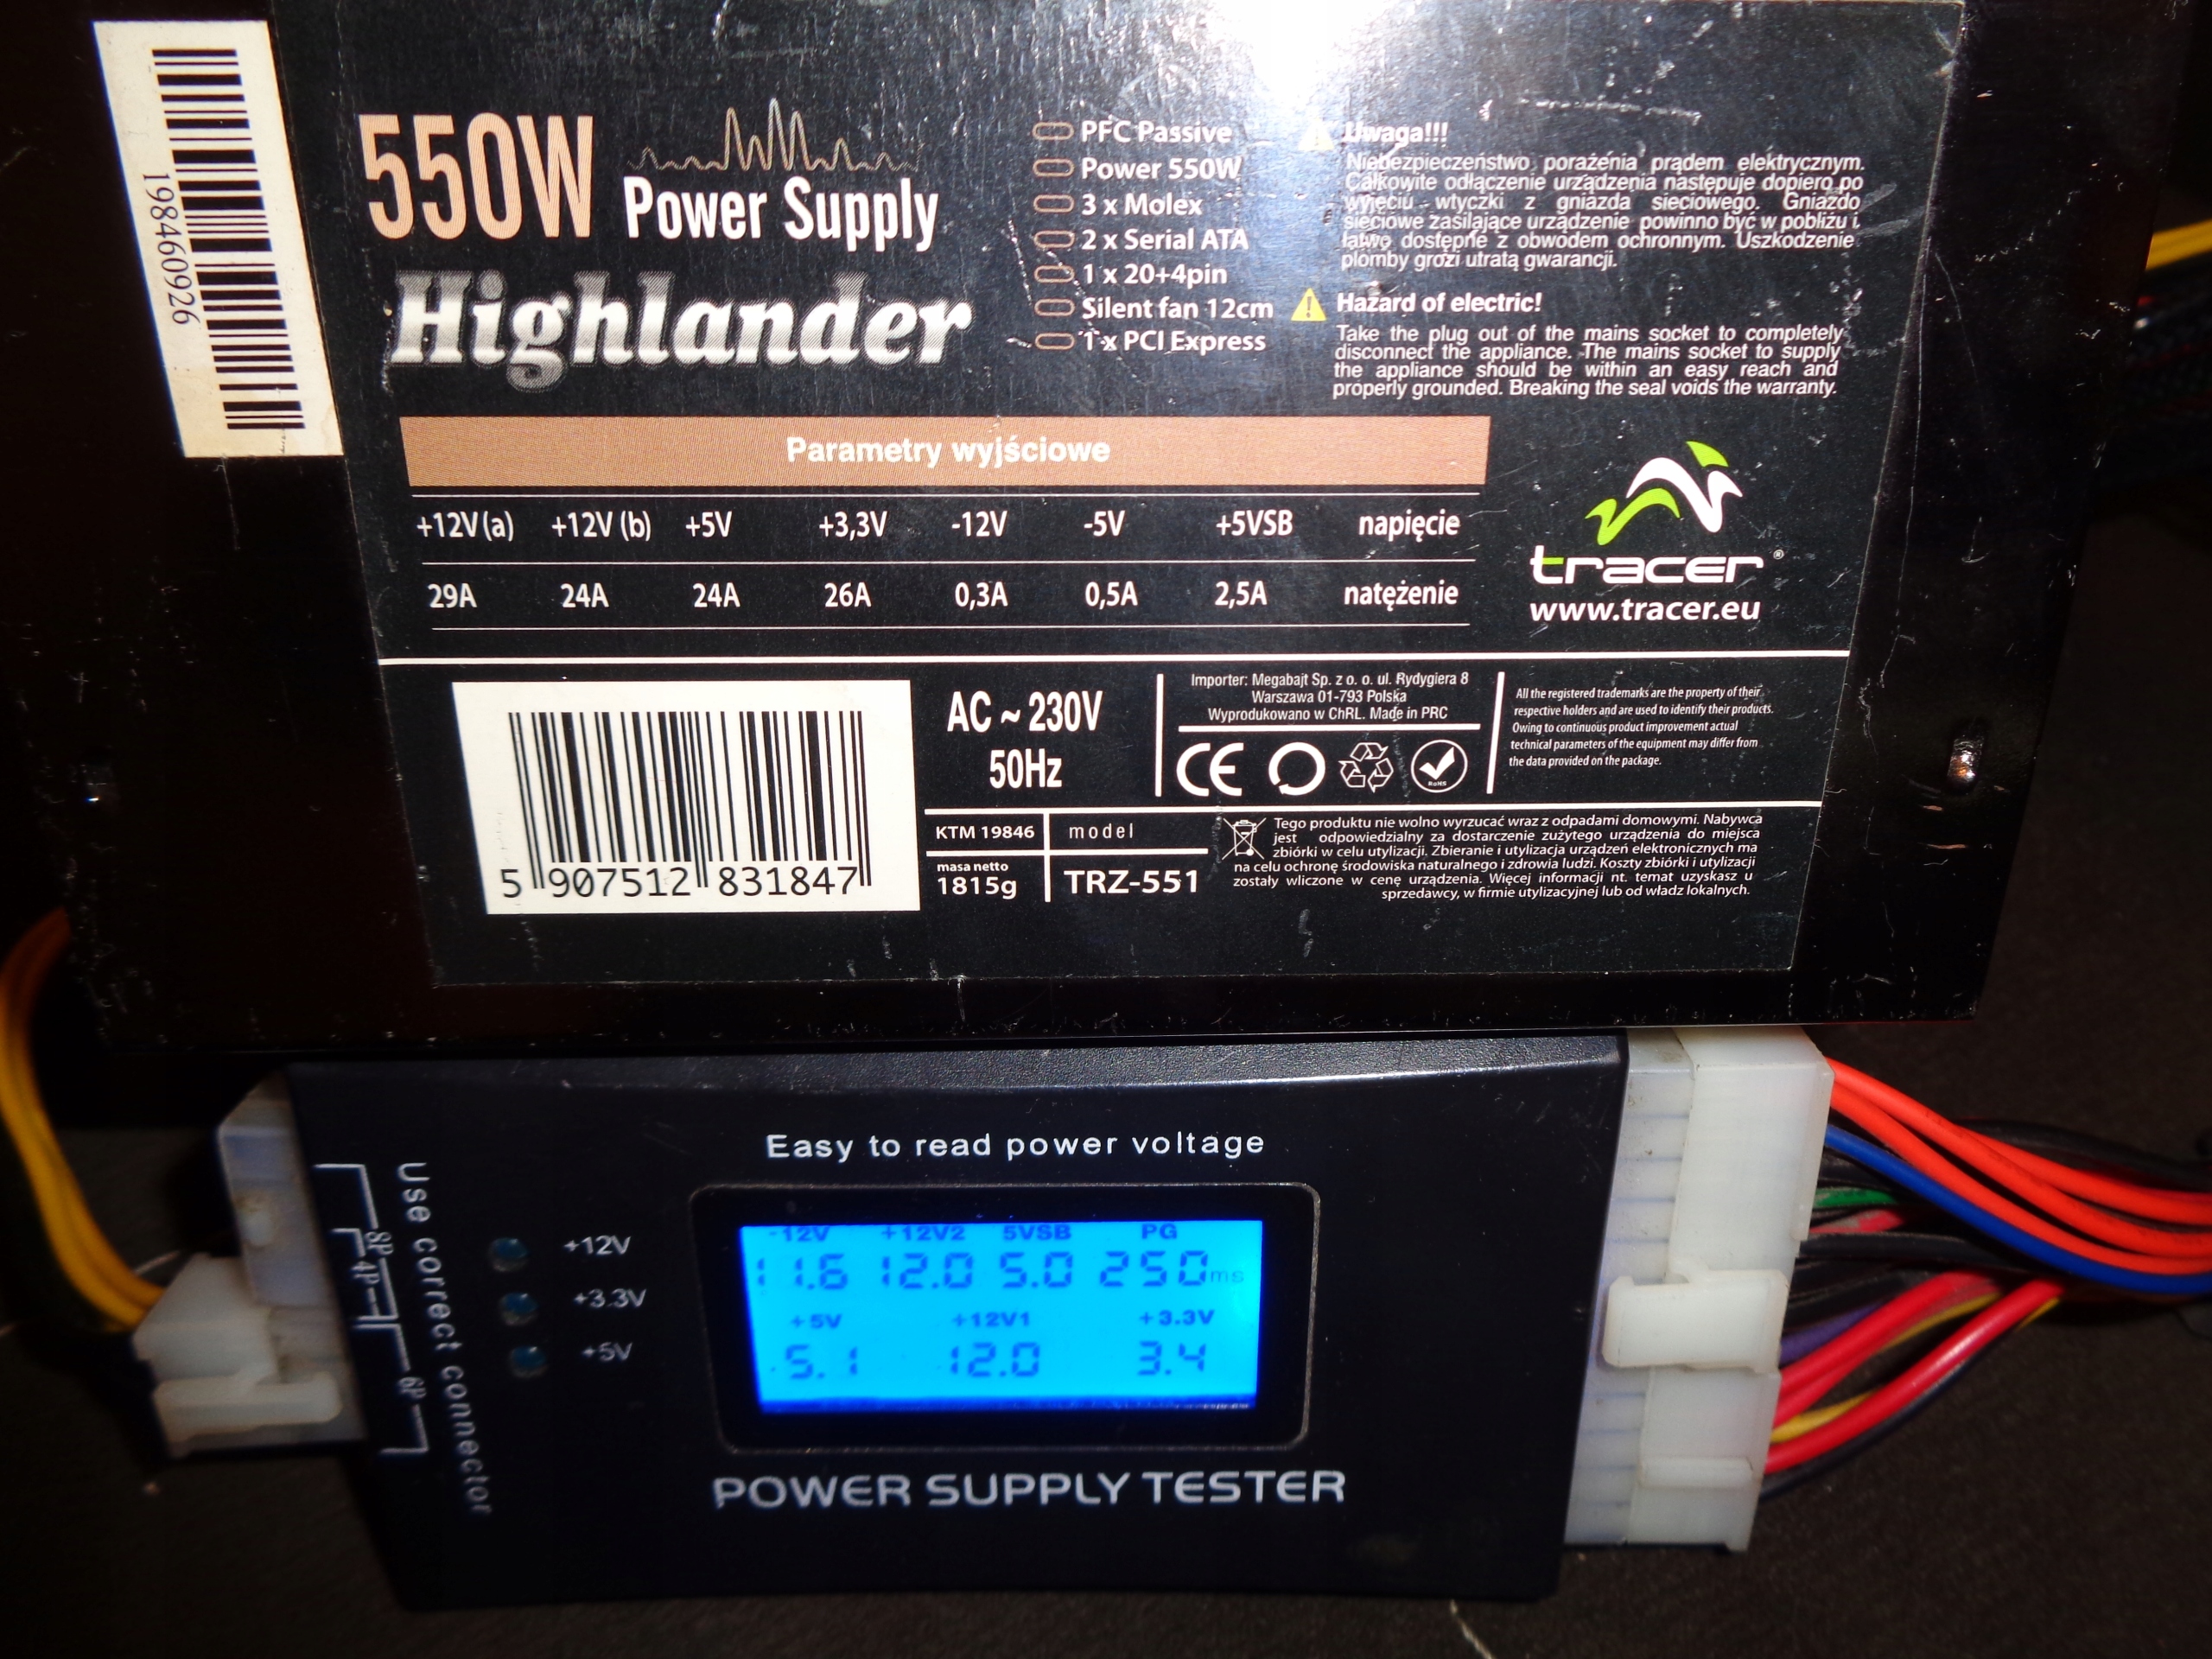 1984609926
550W
Power Supply
Highlander
PFC Passive
Power 550W
3 x Molex
2 x Serial ATA
1 x 20+4pin
Silent fan 12cm
1 x PCI Express
Uwaga!!!
Niebezpieczeństwo porażenia prądem elektrycznym.
Całkowite odłączenie urządzenia następuje dopiero po
wyjęciu wtyczki z gniazda sieciowego. Gniazdo
sieciowe zasilające urządzenie powinno być w pobliżu i
łatwo dostępne z obwodem ochronnym. Uszkodzenie
plomby grozi utratą gwarancji.
Hazard of electric!
Take the plug out of the mains socket to completely
disconnect the appliance. The mains socket to supply
the appliance should be within an easy reach and
properly grounded. Breaking the seal voids the warranty.
Parametry wyjściowe
+12V(a) +12V (b) +5V +3,3V -12V -5V +5VSB napięcie
29A 24A 24A 26A 0,3A 0,5A 2,5A natężenie
tracer®
www.tracer.eu
5 907512 831847
AC ~ 230V
50Hz
Importer: Megabajt Sp. z o. o. ul. Rydygiera 8
Warszawa 01-793 Polska
Wyprodukowano w ChRL. Made in PRC
CE
RoHS
All the registered trademarks are the property of their
respective holders and are used to identify their products.
Owing to continuous product improvement actual
technical parameters of the equipment may differ from
the data provided on the package.
KTM 19846
masa netto
1815g
model
TRZ-551
Tego produktu nie wolno wyrzucać wraz z odpadami domowymi. Nabywca
jest odpowiedzialny za dostarczenie zużytego urządzenia do miejsca
zbiórki w celu utylizacji. Zbieranie i utylizacja urządzeń elektronicznych ma
na celu ochronę środowiska naturalnego i zdrowia ludzi. Koszty zbiórki i utylizacji
zostały wliczone w cenę urządzenia. Więcej informacji nt. temat uzyskasz u
sprzedawcy, w firmie utylizacyjnej lub od władz lokalnych.
Easy to read power voltage
Use correct connector
8P
4P
6P
+12V
+3.3V
+5V
-12V +12V2 5VSB PG
11.6 12.0 5.0 250ms
+5V +12V1 +3.3V
5.1 12.0 3.4
POWER SUPPLY TESTER